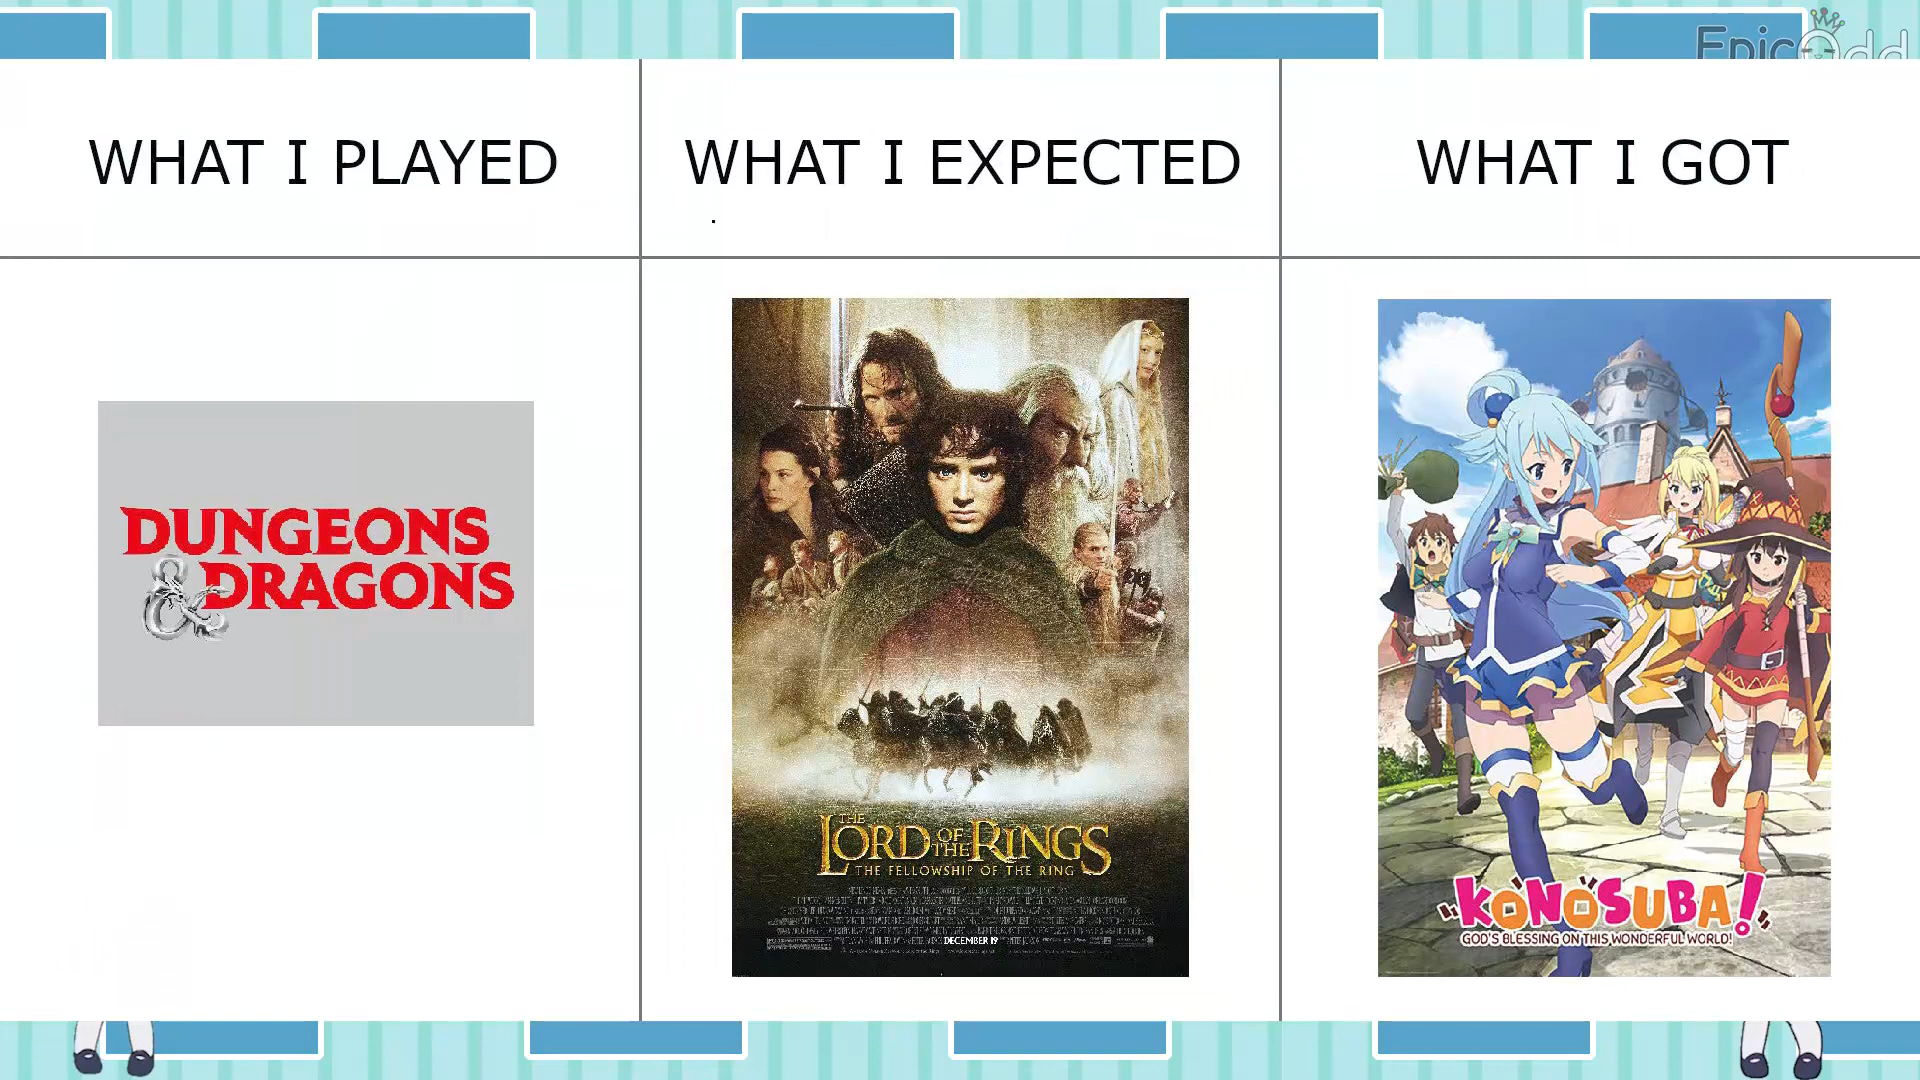 EpicOdd
WHAT I PLAYED
WHAT I EXPECTED
WHAT I GOT
DUNGEONS
& DRAGONS
THE
LORD OF THE RINGS
THE FELLOWSHIP OF THE RING
DECEMBER 19
KONOSUBA!
GOD'S BLESSING ON THIS WONDERFUL WORLD!